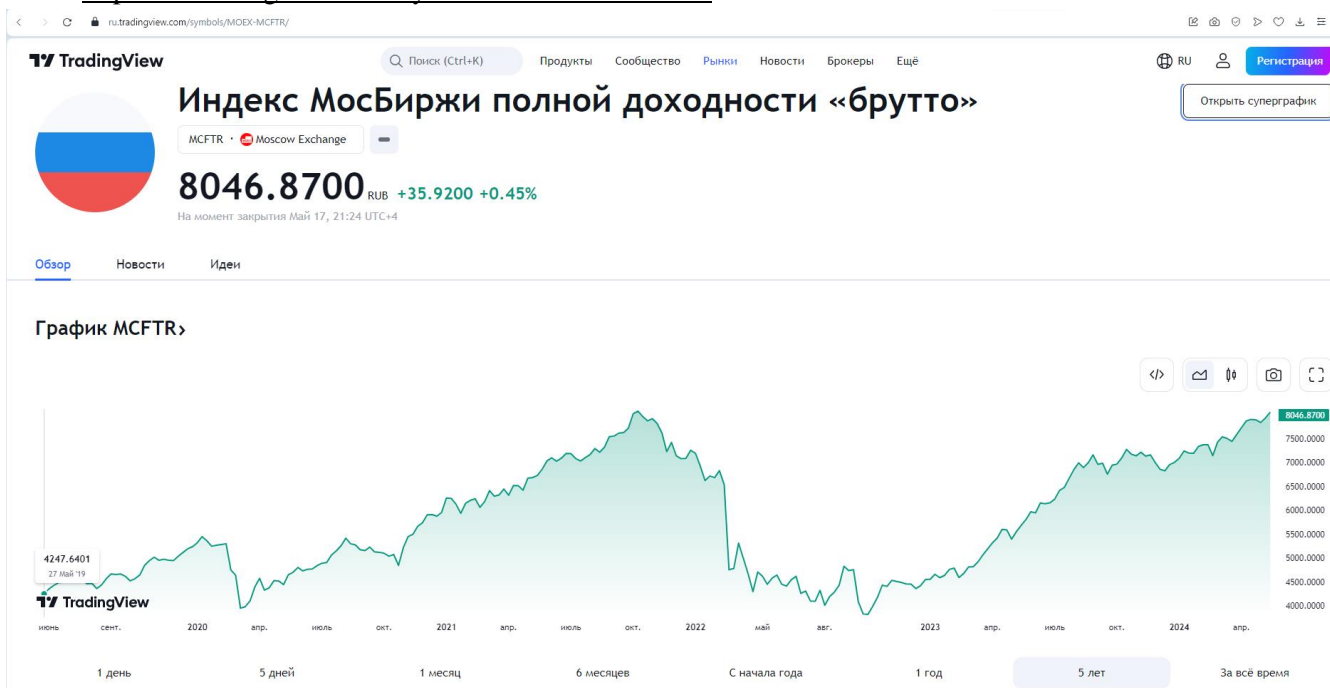 ru.tradingview.com/symbols/MOEX-MCFTR/
TradingView
Поиск (Ctrl+K)
Продукты Сообщество Рынки Новости Брокеры Ещё
RU
Регистрация
Индекс МосБиржи полной доходности «брутто»
Открыть суперграфик
MCFTR · Moscow Exchange
8046.8700 RUB +35.9200 +0.45%
На момент закрытия Май 17, 21:24 UTC+4
Обзор Новости Идеи
График MCFTR›
8046.8700
7500.0000
7000.0000
6500.0000
6000.0000
5500.0000
5000.0000
4500.0000
4000.0000
4247.6401
27 Май '19
TradingView
июнь сент. 2020 апр. июль окт. 2021 апр. июль окт. 2022 май авг. 2023 апр. июль окт. 2024 апр.
1 день 5 дней 1 месяц 6 месяцев С начала года 1 год 5 лет За всё время